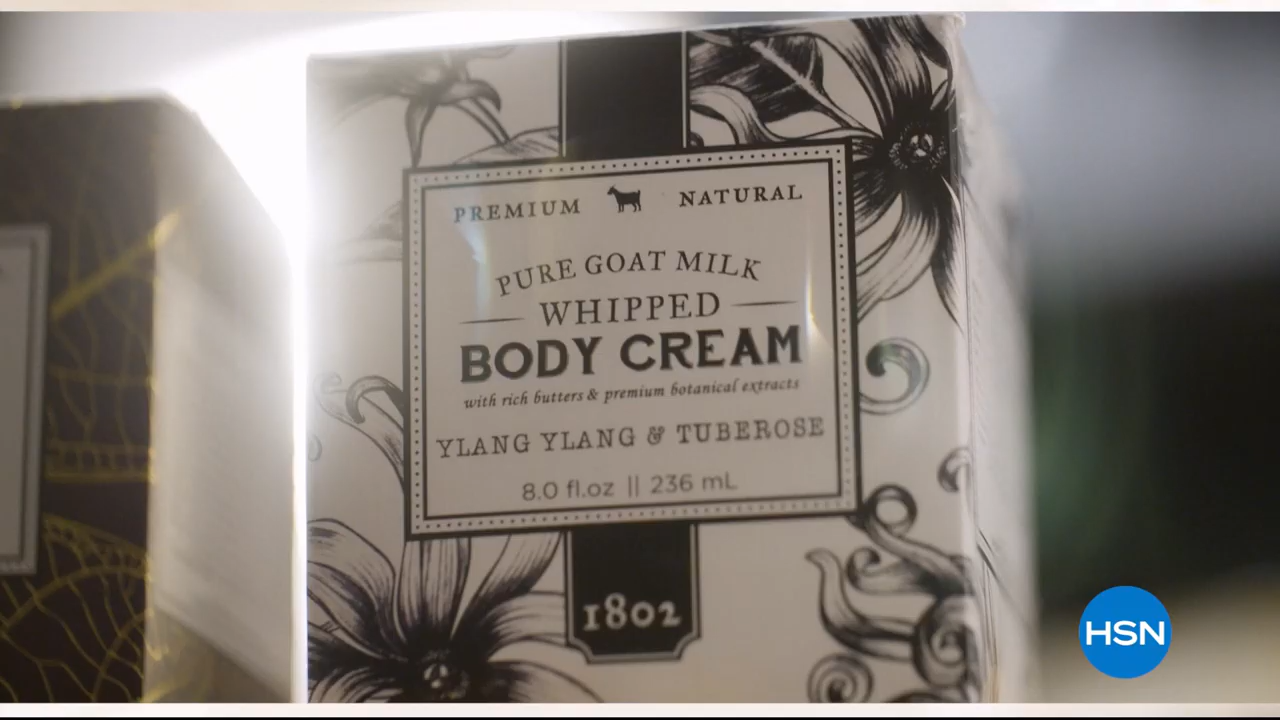 PREMIUM NATURAL
PURE GOAT MILK
WHIPPED
BODY CREAM
with rich butters & premium botanical extracts
YLANG YLANG & TUBEROSE
8.0 fl.oz || 236 mL
1802
HSN